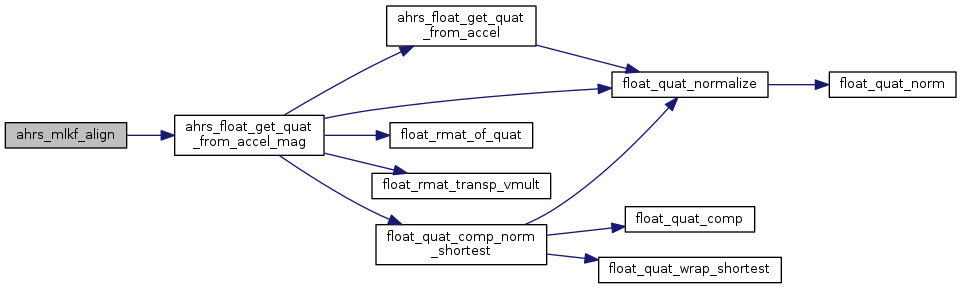 ahrs_mlkf_align
ahrs_float_get_quat
_from_accel_mag
ahrs_float_get_quat
_from_accel
float_rmat_of_quat
float_rmat_transp_vmult
float_quat_comp_norm
_shortest
float_quat_normalize
float_quat_comp
float_quat_wrap_shortest
float_quat_norm